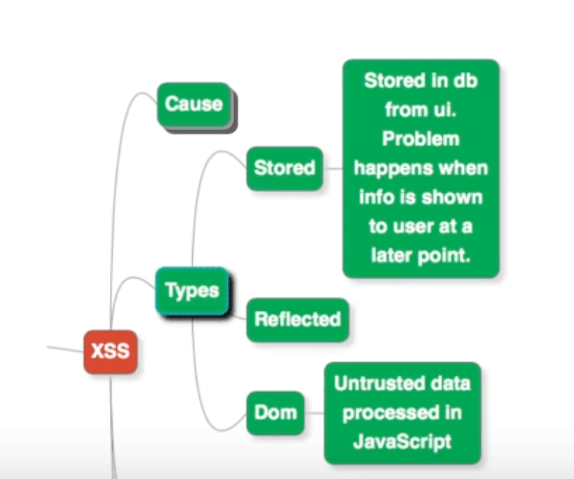 Cause
Stored in db
from ui.
Problem
happens when
info is shown
to user at a
later point.
Stored
Types
Reflected
XSS
Dom
Untrusted data
processed in
JavaScript